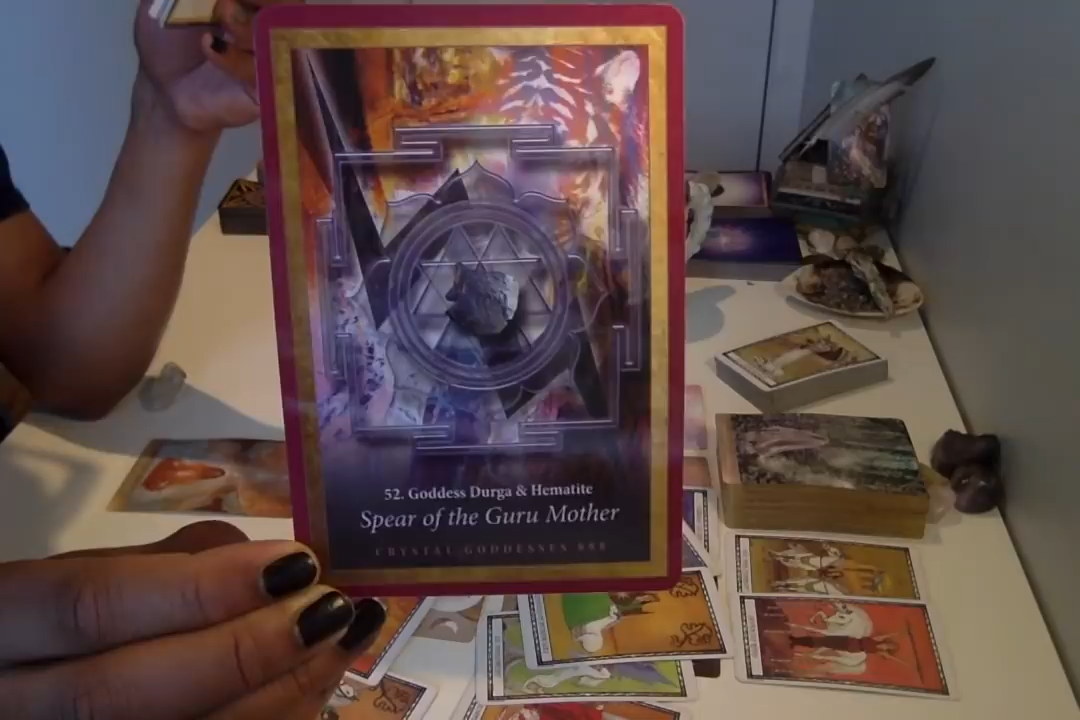 52. Goddess Durga & Hematite
Spear of the Guru Mother
CRYSTAL GODDESSES 888